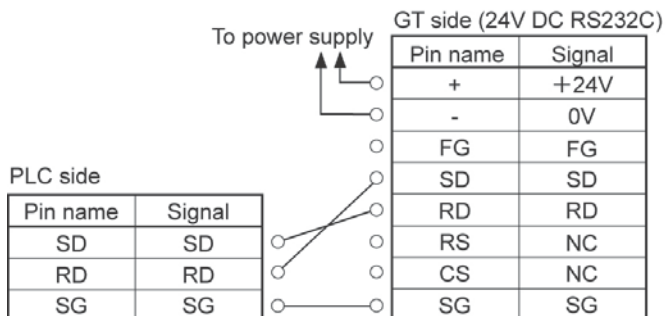 GT side (24V DC RS232C)
To power supply
Pin name Signal
+ +24V
- 0V
FG FG
SD SD
RD RD
RS NC
CS NC
SG SG
PLC side
Pin name Signal
SD SD
RD RD
SG SG